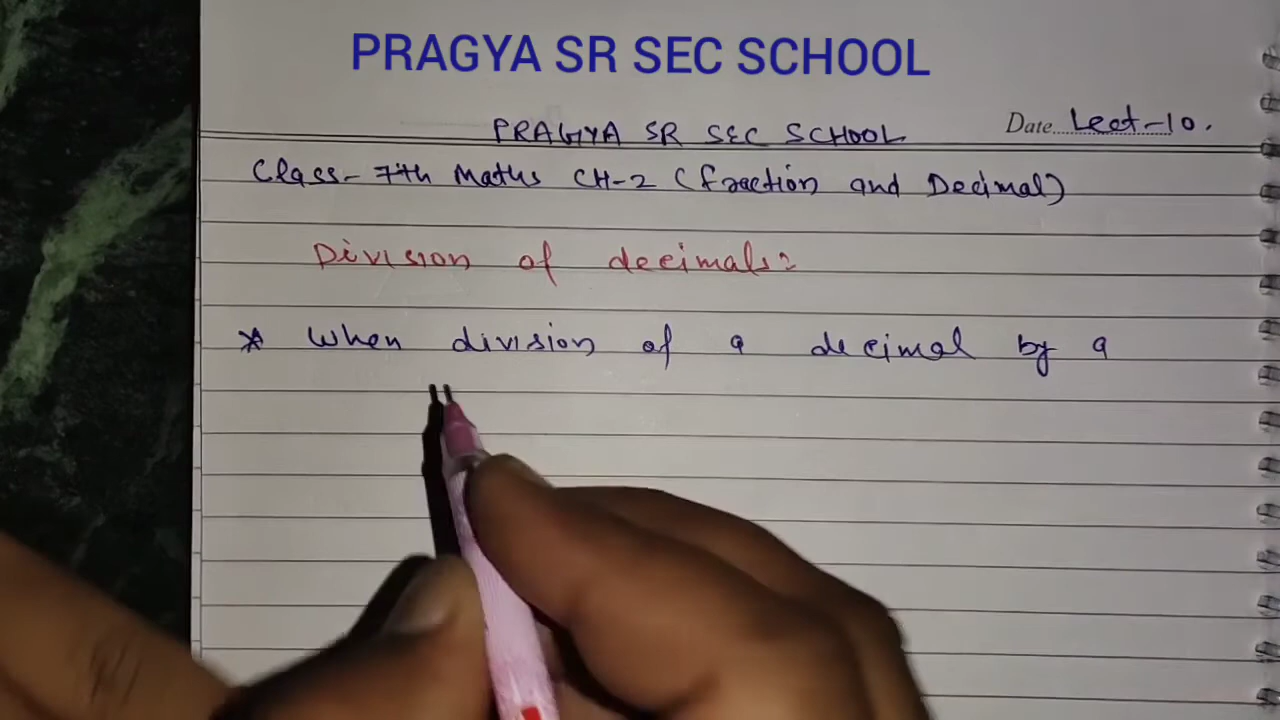 PRAGYA SR SEC SCHOOL
PRAGYA SR SEC SCHOOL
Date Lect-10.
Class- 7th Maths CH-2 (fraction and Decimal)
Division of decimals:
* When division of a decimal by a